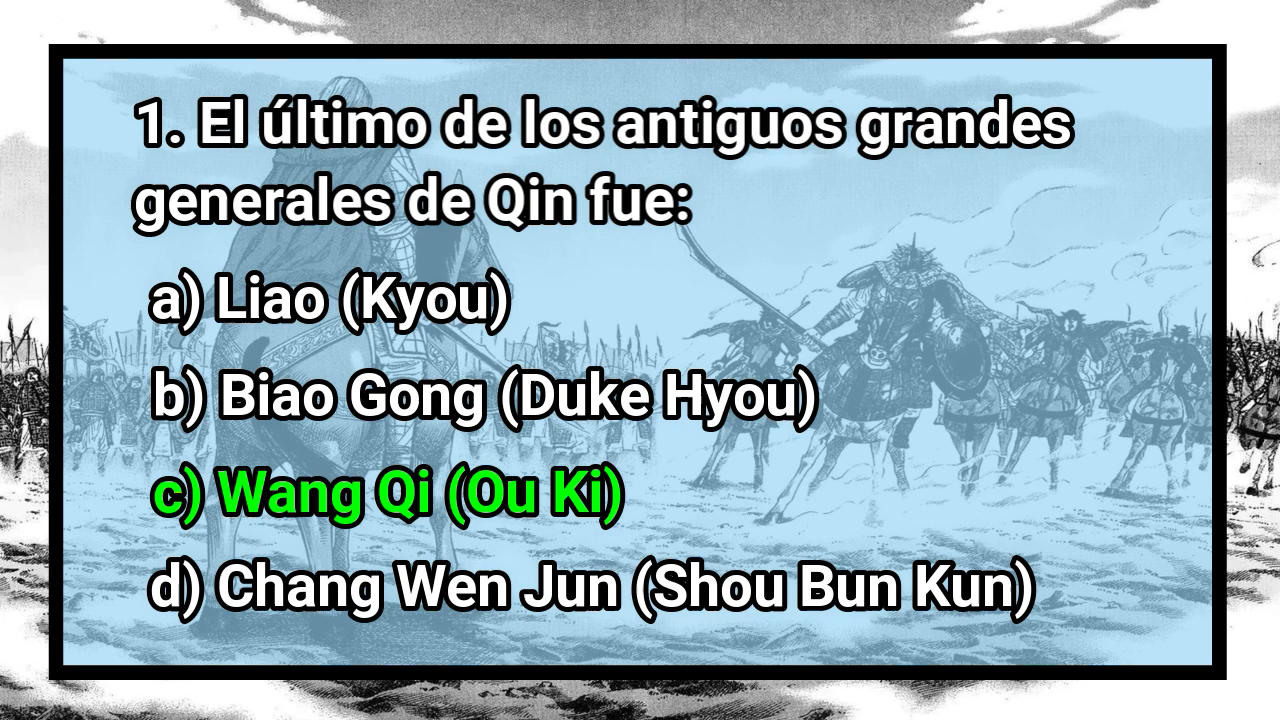 1. El último de los antiguos grandes
generales de Qin fue:
a) Liao (Kyou)
b) Biao Gong (Duke Hyou)
c) Wang Qi (Ou Ki)
d) Chang Wen Jun (Shou Bun Kun)